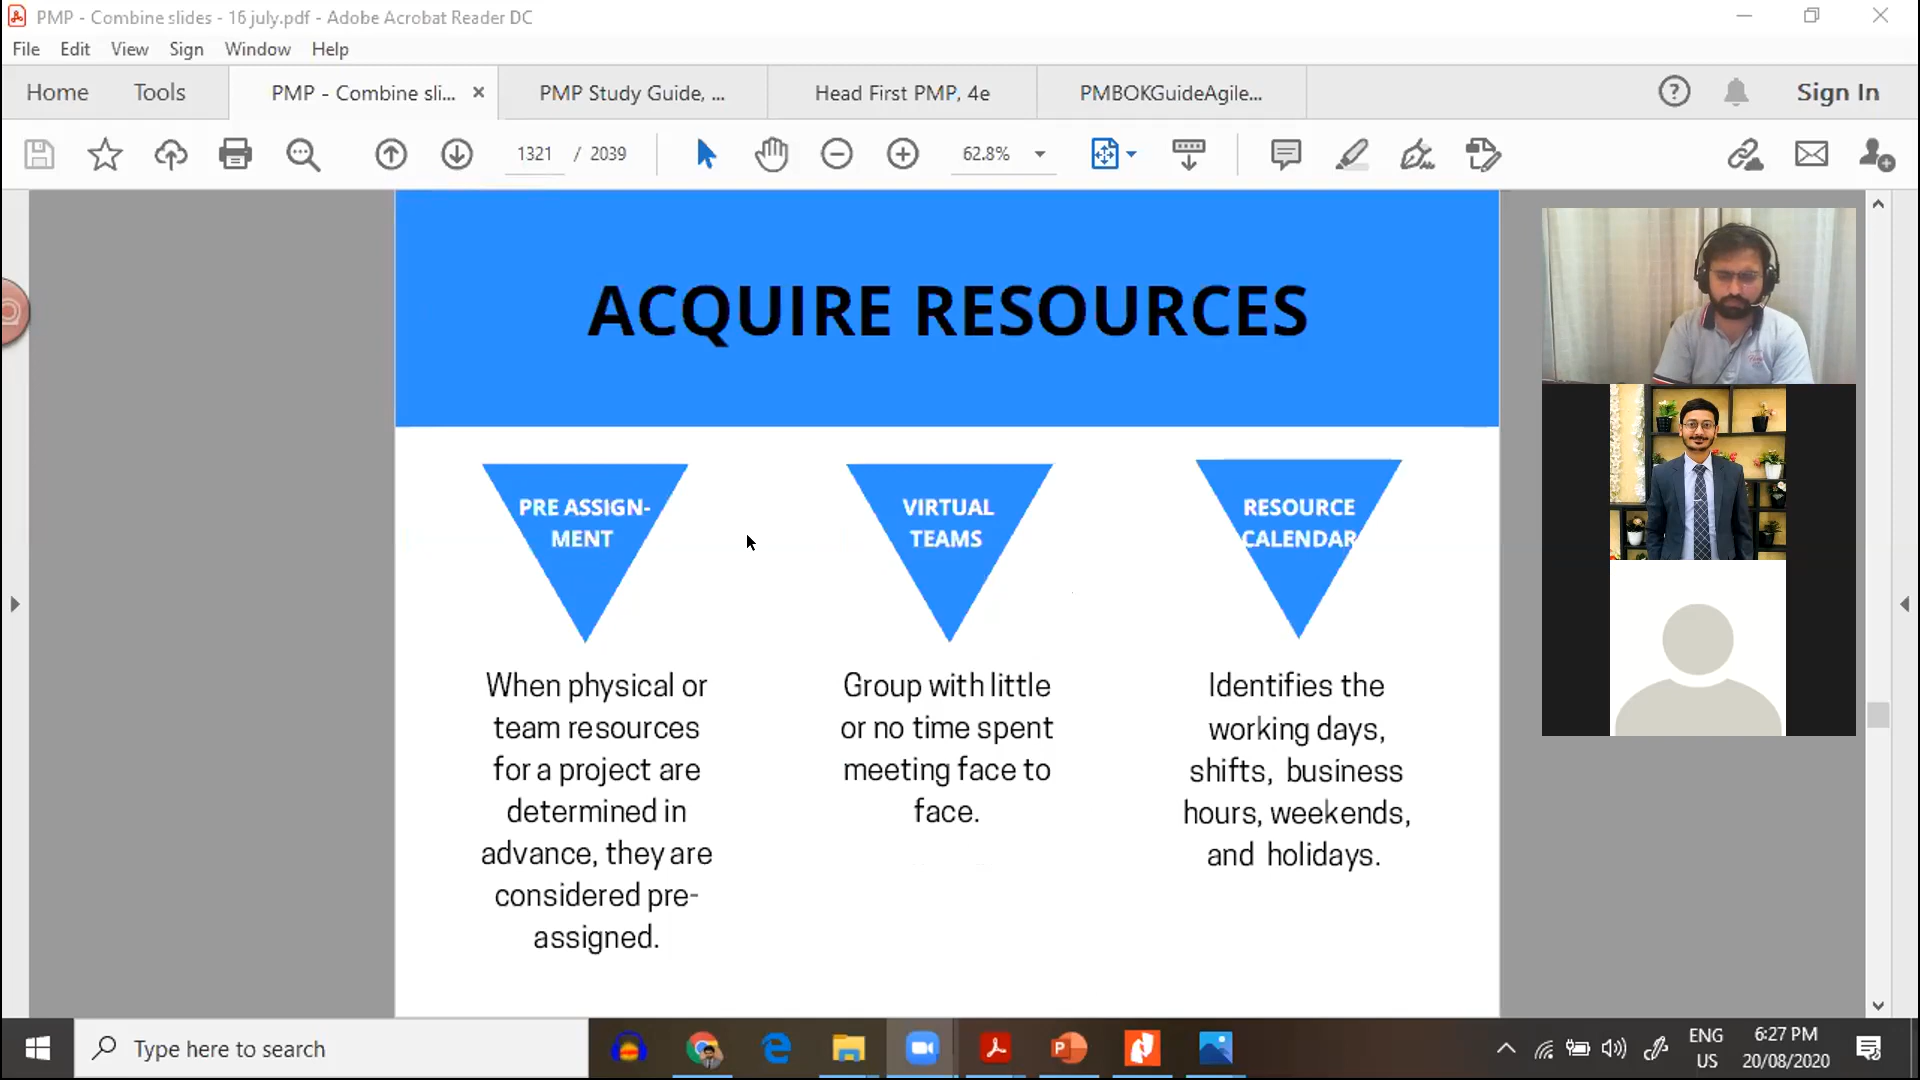 PMP - Combine slides - 16 july.pdf - Adobe Acrobat Reader DC
File Edit View Sign Window Help
Home Tools PMP - Combine sli... × PMP Study Guide, ... Head First PMP, 4e PMBOKGuideAgile... Sign In
1321 / 2039 62.8%
ACQUIRE RESOURCES
PRE ASSIGN-
MENT
When physical or
team resources
for a project are
determined in
advance, they are
considered pre-
assigned.
VIRTUAL
TEAMS
Group with little
or no time spent
meeting face to
face.
RESOURCE
CALENDAR
Identifies the
working days,
shifts, business
hours, weekends,
and holidays.
Type here to search
ENG
US
6:27 PM
20/08/2020